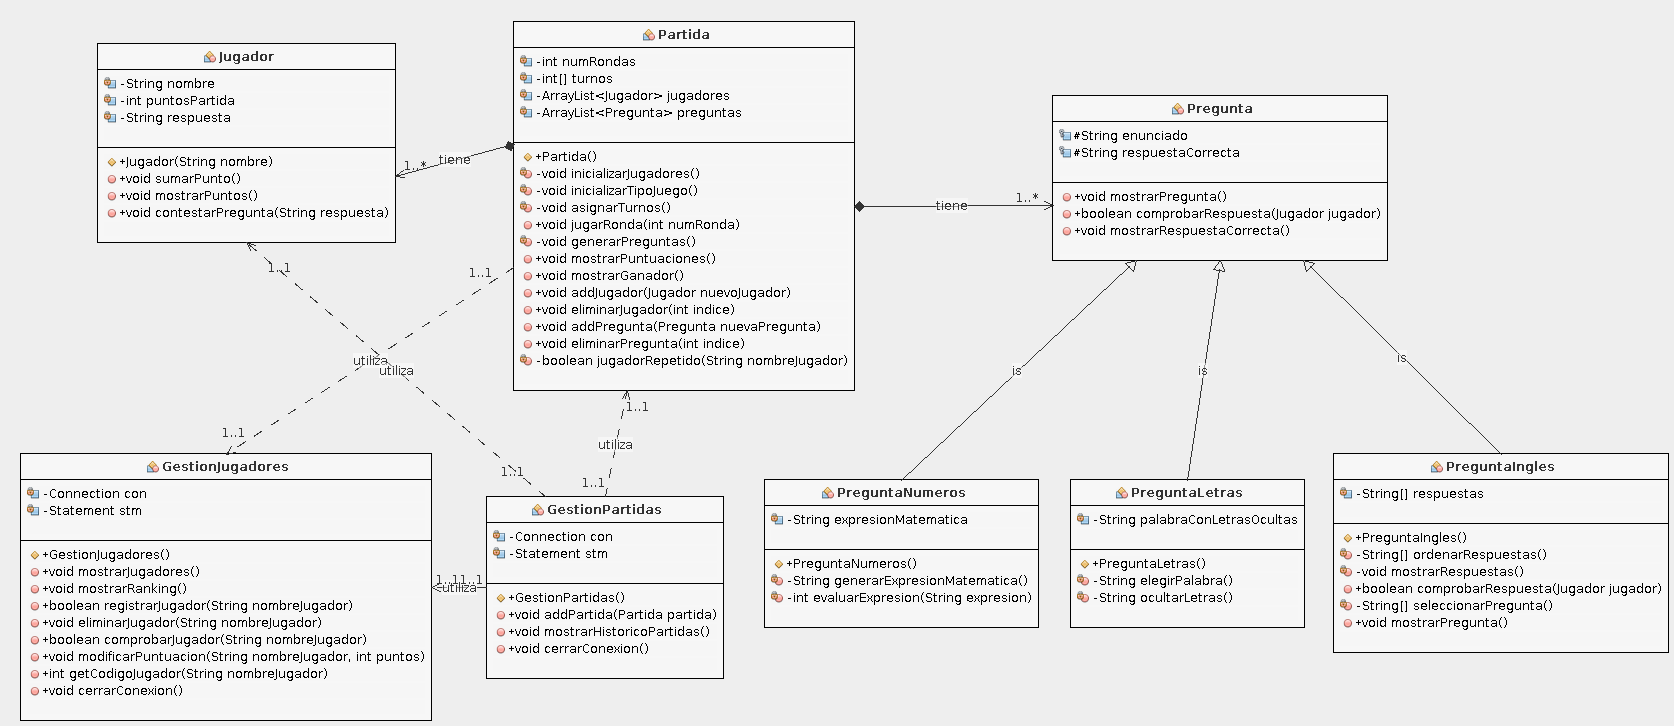 Jugador
-String nombre
-int puntosPartida
-String respuesta
+Jugador(String nombre)
+void sumarPunto()
+void mostrarPuntos()
+void contestarPregunta(String respuesta)
Partida
-int numRondas
-int[] turnos
-ArrayList<Jugador> jugadores
-ArrayList<Pregunta> preguntas
+Partida()
-void inicializarJugadores()
-void inicializarTipoJuego()
-void asignarTurnos()
+void jugarRonda(int numRonda)
-void generarPreguntas()
+void mostrarPuntuaciones()
+void mostrarGanador()
+void addJugador(Jugador nuevoJugador)
+void eliminarJugador(int indice)
+void addPregunta(Pregunta nuevaPregunta)
+void eliminarPregunta(int indice)
-boolean jugadorRepetido(String nombreJugador)
Pregunta
#String enunciado
#String respuestaCorrecta
+void mostrarPregunta()
+boolean comprobarRespuesta(Jugador jugador)
+void mostrarRespuestaCorrecta()
1..*
tiene
1..*
tiene
1..1
1..1
utiliza
utiliza
1..1
1..1
1..1
utiliza
1..1
is
is
is
GestionJugadores
-Connection con
-Statement stm
+GestionJugadores()
+void mostrarJugadores()
+void mostrarRanking()
+boolean registrarJugador(String nombreJugador)
+void eliminarJugador(String nombreJugador)
+boolean comprobarJugador(String nombreJugador)
+void modificarPuntuacion(String nombreJugador, int puntos)
+int getCodigoJugador(String nombreJugador)
+void cerrarConexion()
1..11..1
utiliza
GestionPartidas
-Connection con
-Statement stm
+GestionPartidas()
+void addPartida(Partida partida)
+void mostrarHistoricoPartidas()
+void cerrarConexion()
PreguntaNumeros
-String expresionMatematica
+PreguntaNumeros()
-String generarExpresionMatematica()
-int evaluarExpresion(String expresion)
PreguntaLetras
-String palabraConLetrasOcultas
+PreguntaLetras()
-String elegirPalabra()
-String ocultarLetras()
PreguntaIngles
-String[] respuestas
+PreguntaIngles()
-String[] ordenarRespuestas()
-void mostrarRespuestas()
+boolean comprobarRespuesta(Jugador jugador)
-String[] seleccionarPregunta()
+void mostrarPregunta()